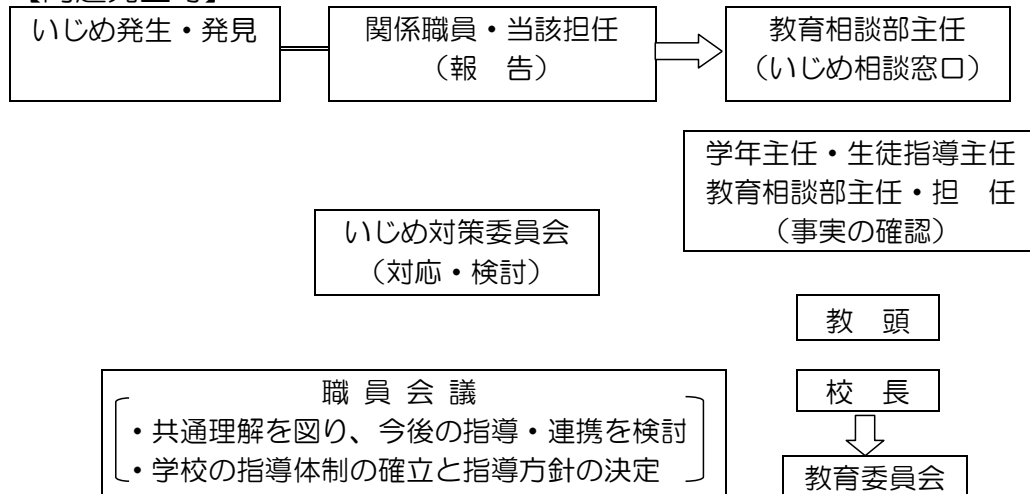 いじめ発生・発見
関係職員・当該担任
（報　告）
教育相談部主任
（いじめ相談窓口）
学年主任・生徒指導主任
教育相談部主任・担　任
（事実の確認）
いじめ対策委員会
（対応・検討）
教　頭
職 員 会 議
・共通理解を図り、今後の指導・連携を検討
・学校の指導体制の確立と指導方針の決定
校　長
教育委員会